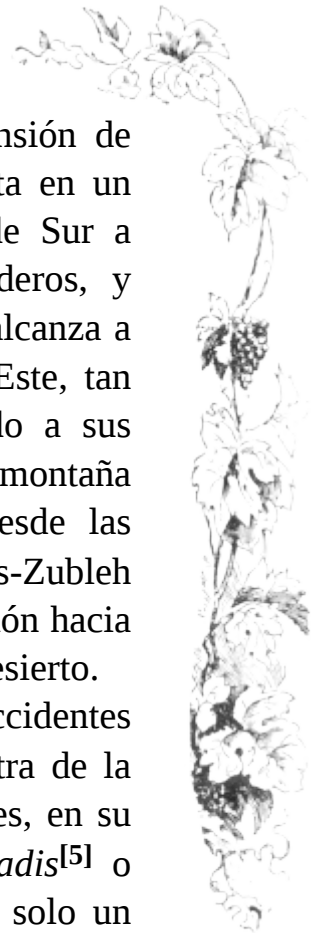 nsión de
ta en un
le Sur a
deros, y
alcanza a
Este, tan
lo a sus
montaña
esde las
s-Zubleh
ón hacia
esierto.
ccidentes
tra de la
es, en su
adis[5] o
solo un